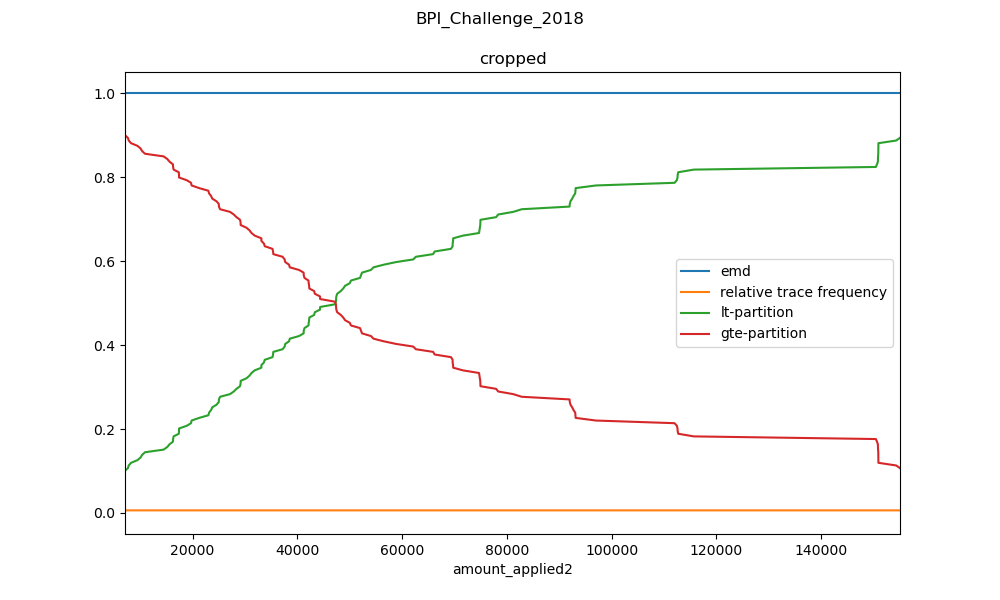 BPI_Challenge_2018
cropped
1.0
0.8
0.6
0.4
0.2
0.0
emd
relative trace frequency
lt-partition
gte-partition
20000 40000 60000 80000 100000 120000 140000
amount_applied2